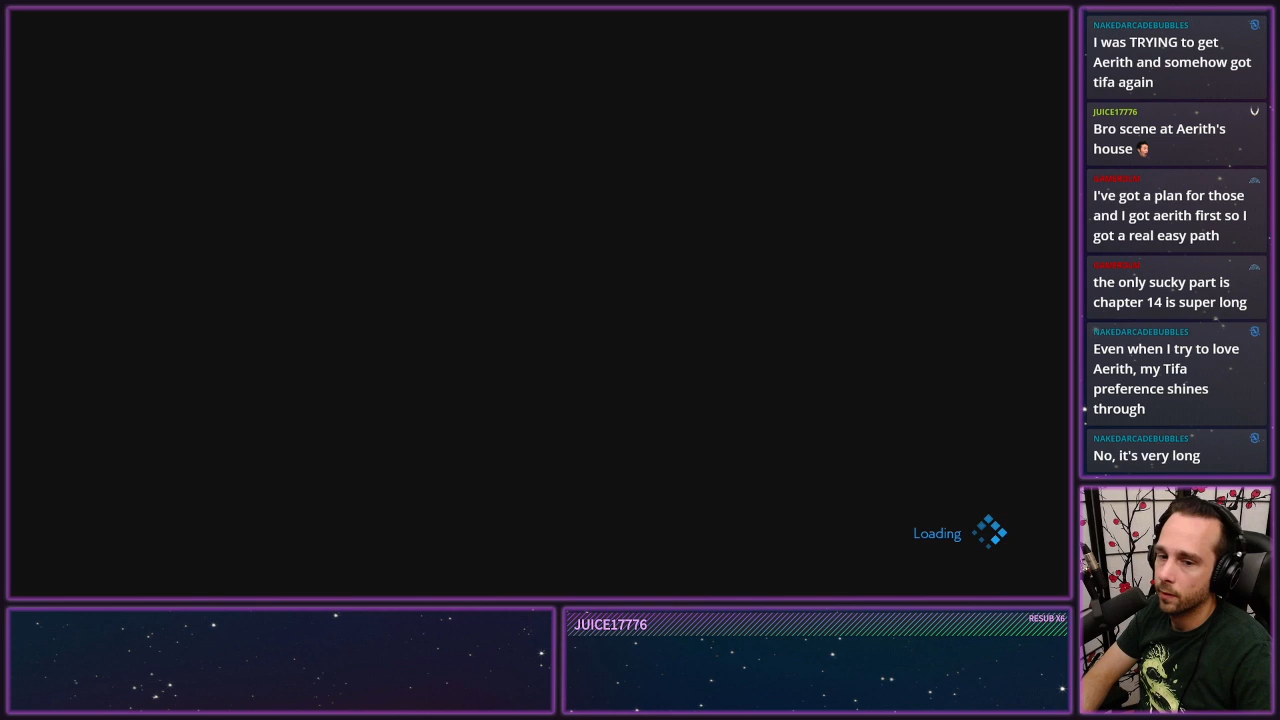 NAKEDARCADEBUBBLES
I was TRYING to get
Aerith and somehow got
tifa again
JUICE17776
Bro scene at Aerith's
house
I've got a plan for those
and I got aerith first so I
got a real easy path
the only sucky part is
chapter 14 is super long
NAKEDARCADEBUBBLES
Even when I try to love
Aerith, my Tifa
preference shines
through
NAKEDARCADEBUBBLES
No, it's very long
Loading
JUICE17776
RESUB X6